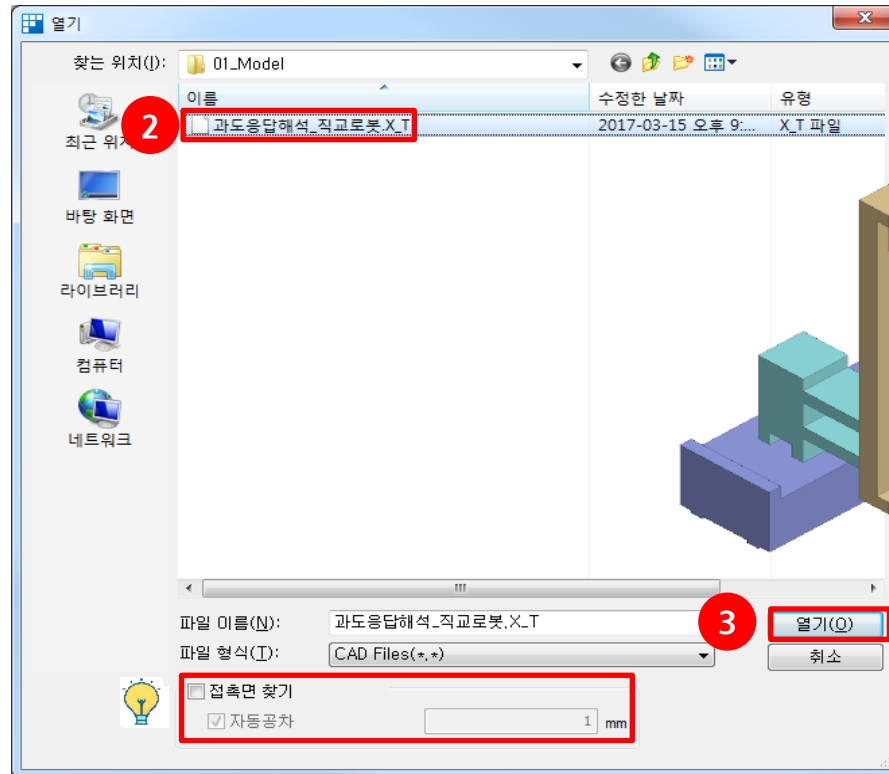 열기
찾는 위치(I):
01_Model
이름
수정한 날짜
유형
2
과도응답해석_직교로봇.X_T
2017-03-15 오후 9:...
X_T 파일
최근 위치
바탕 화면
라이브러리
컴퓨터
네트워크
파일 이름(N):
과도응답해석_직교로봇.X_T
3
열기(O)
파일 형식(T):
CAD Files(*.*)
취소
접촉면 찾기
자동공차
1
mm